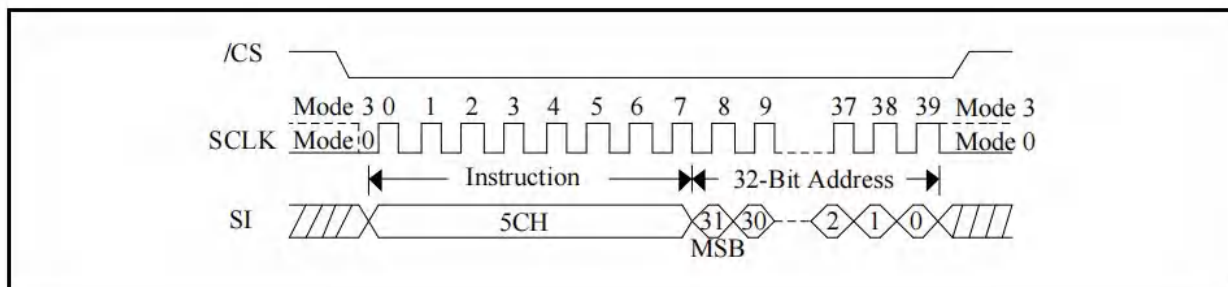 /CS
Mode 3 0 1 2 3 4 5 6 7 8 9 37 38 39 Mode 3
SCLK Mode 0 Mode 0
Instruction 32-Bit Address
SI 5CH 31 30 2 1 0
MSB